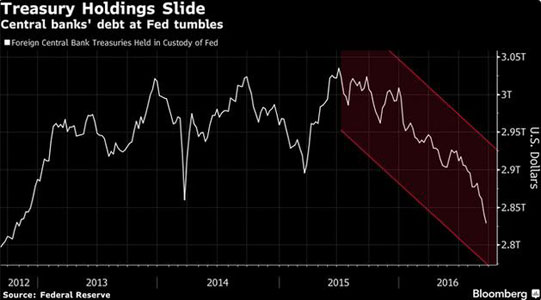 Treasury Holdings Slide
Central banks' debt at Fed tumbles
Foreign Central Bank Treasuries Held in Custody of Fed
3.05T
3T
2.95T
2.9T
2.85T
2.8T
U.S. Dollars
2012 2013 2014 2015 2016
Source: Federal Reserve
Bloomberg